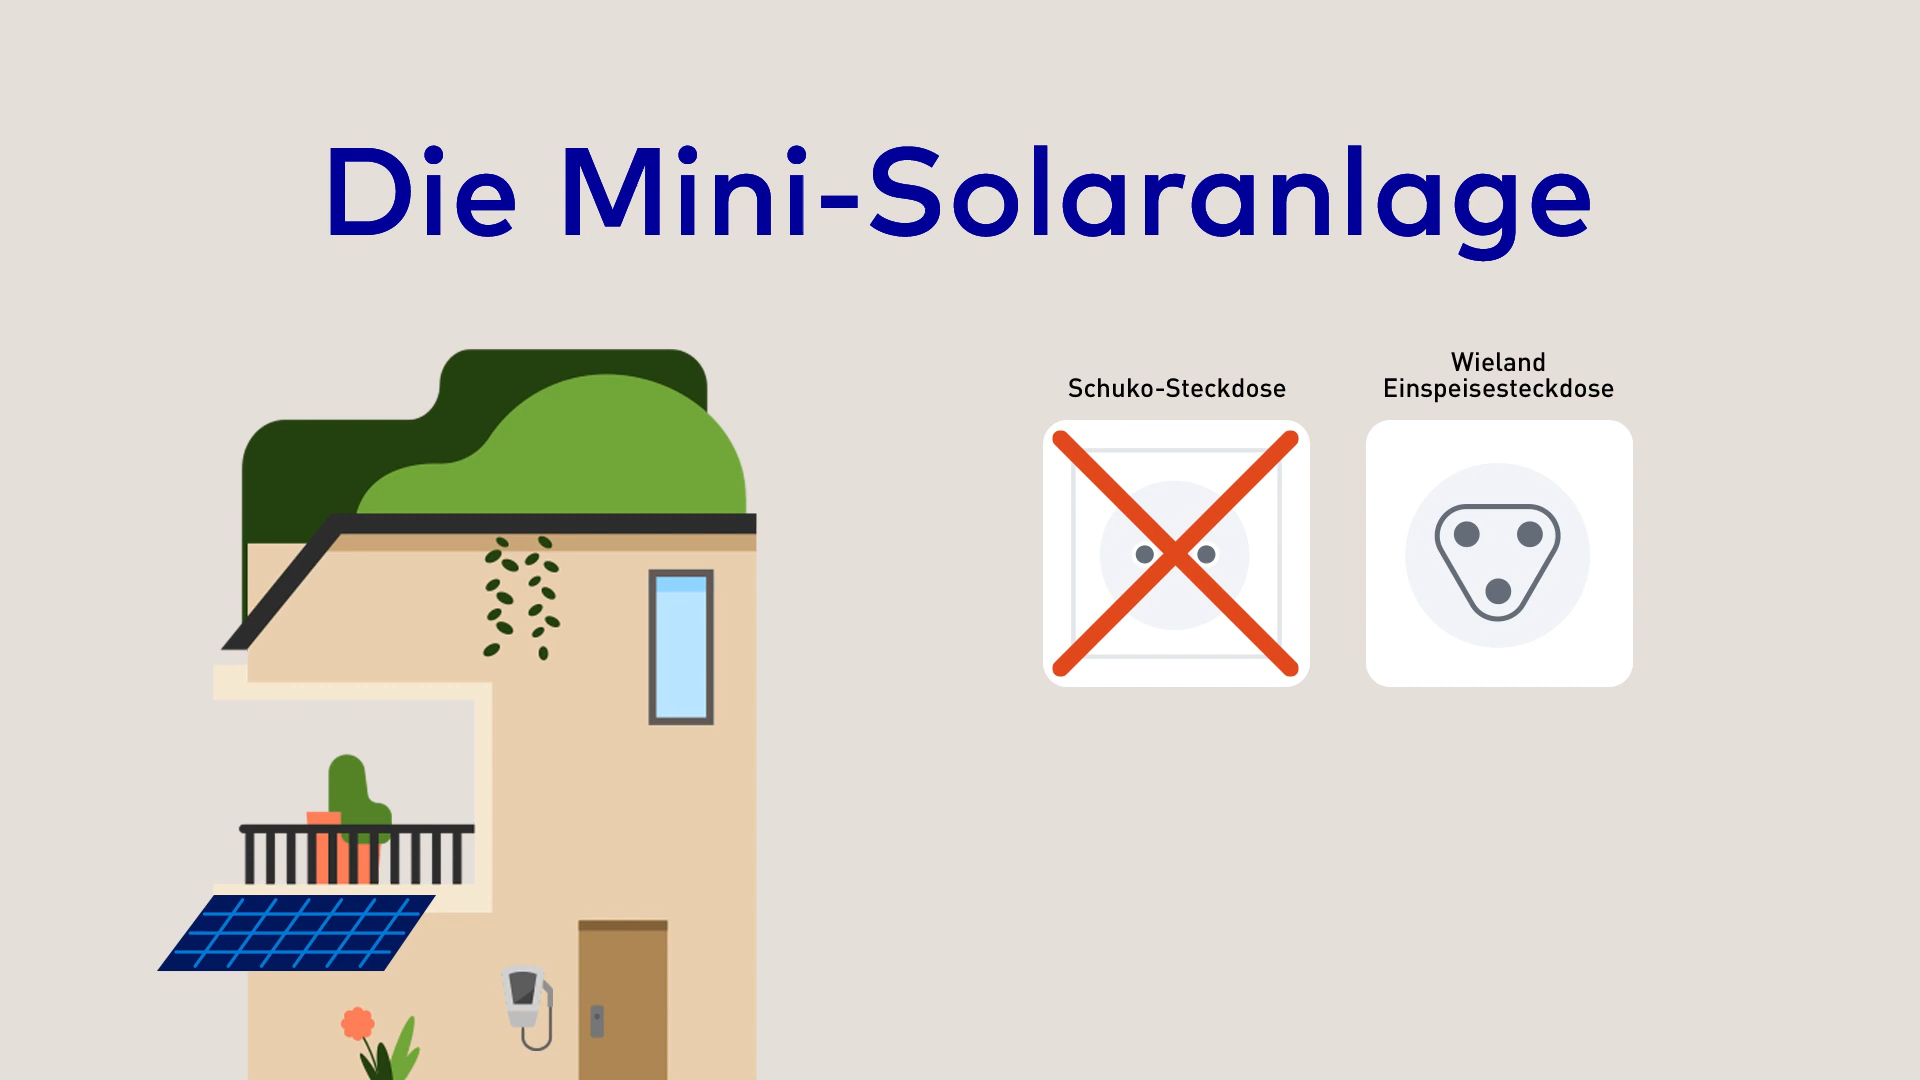 Die Mini-Solaranlage
Schuko-Steckdose
Wieland
Einspeisesteckdose